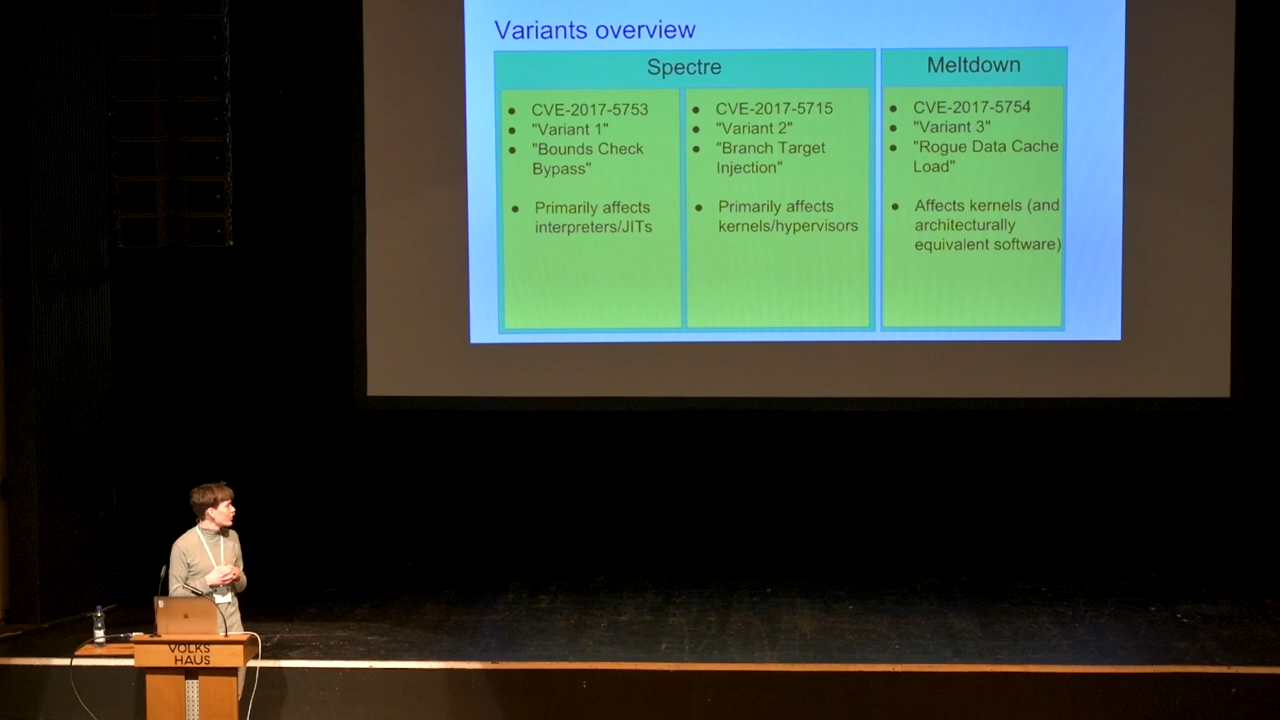 Variants overview
Spectre
CVE-2017-5753
"Variant 1"
"Bounds Check
Bypass"
Primarily affects
interpreters/JITs
CVE-2017-5715
"Variant 2"
"Branch Target
Injection"
Primarily affects
kernels/hypervisors
Meltdown
CVE-2017-5754
"Variant 3"
"Rogue Data Cache
Load"
Affects kernels (and
architecturally
equivalent software)
VOLKS
HAUS